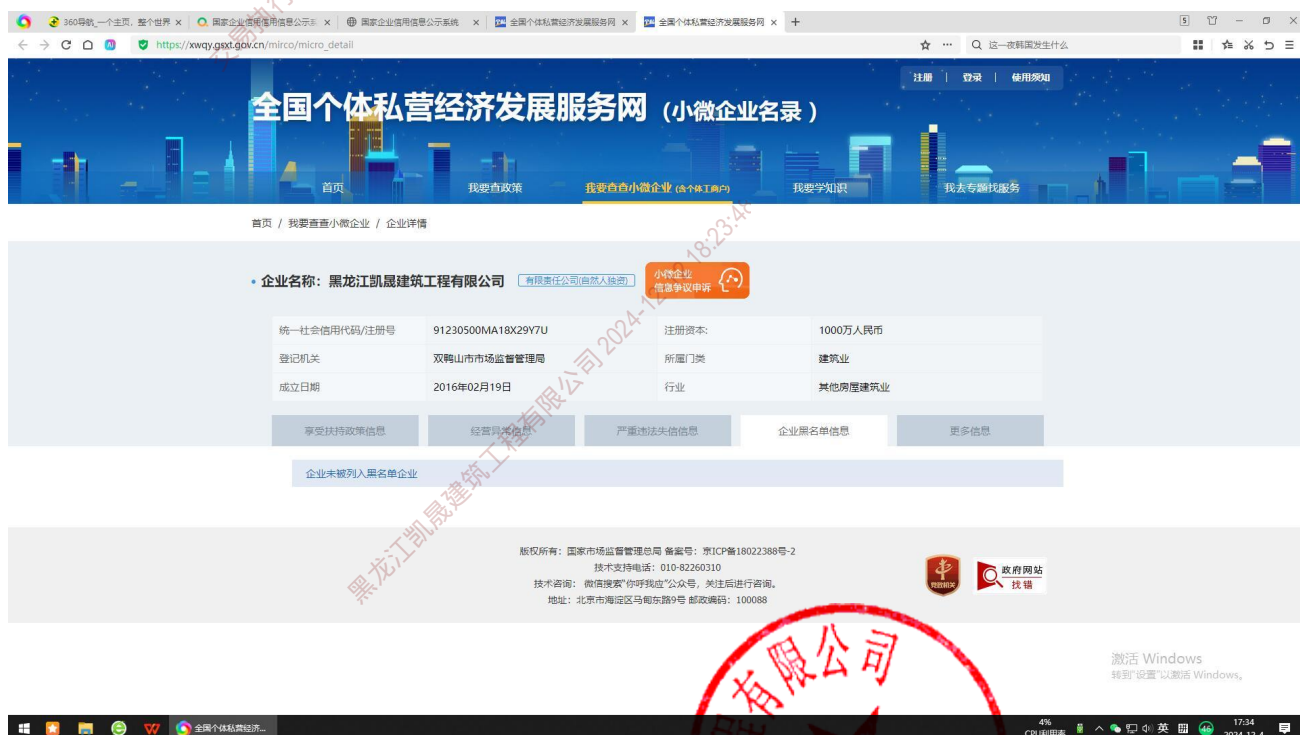 360导航_一个主页，整个世界
国家企业信用信息公示系统
全国个体私营经济发展服务网
全国个体私营经济发展服务网
https://xwqy.gsxt.gov.cn/mirco/micro_detail
这一夜韩国发生什么
注册 | 登录 | 使用须知
全国个体私营经济发展服务网（小微企业名录）
首页 我要查政策 我要查查小微企业(含个体工商户) 我要学知识 我去专题找服务
首页 / 我要查查小微企业 / 企业详情
企业名称：黑龙江凯晟建筑工程有限公司 有限责任公司(自然人独资) 小微企业
信息争议申诉
统一社会信用代码/注册号 91230500MA18X29Y7U 注册资本: 1000万人民币
登记机关 双鸭山市市场监督管理局 所属门类 建筑业
成立日期 2016年02月19日 行业 其他房屋建筑业
享受扶持政策信息 经营异常信息 严重违法失信信息 企业黑名单信息 更多信息
企业未被列入黑名单企业
版权所有：国家市场监督管理总局 备案号：京ICP备18022388号-2
技术支持电话：010-82260310
技术咨询： 微信搜索“你呼我应”公众号，关注后进行咨询。
地址：北京市海淀区马甸东路9号 邮政编码：100088
党政机关
政府网站
找错
黑龙江凯晟建筑工程有限公司
有限公司
激活 Windows
转到“设置”以激活 Windows。
全国个体私营经济...
4%
CPU利用率
英
46
17:34
2024-12-4